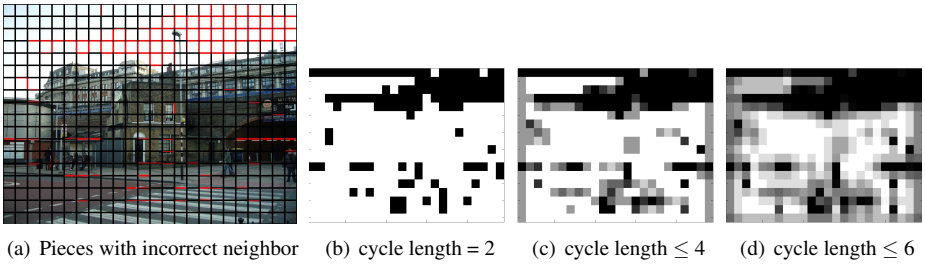 (a) Pieces with incorrect neighbor
(b) cycle length = 2
(c) cycle length ≤ 4
(d) cycle length ≤ 6